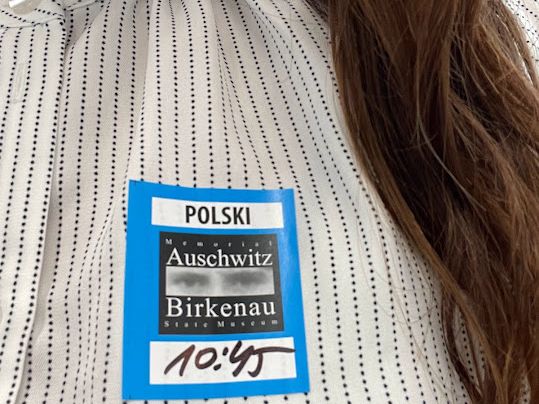 POLSKI
Memorial
Auschwitz
Birkenau
State Museum
10:45